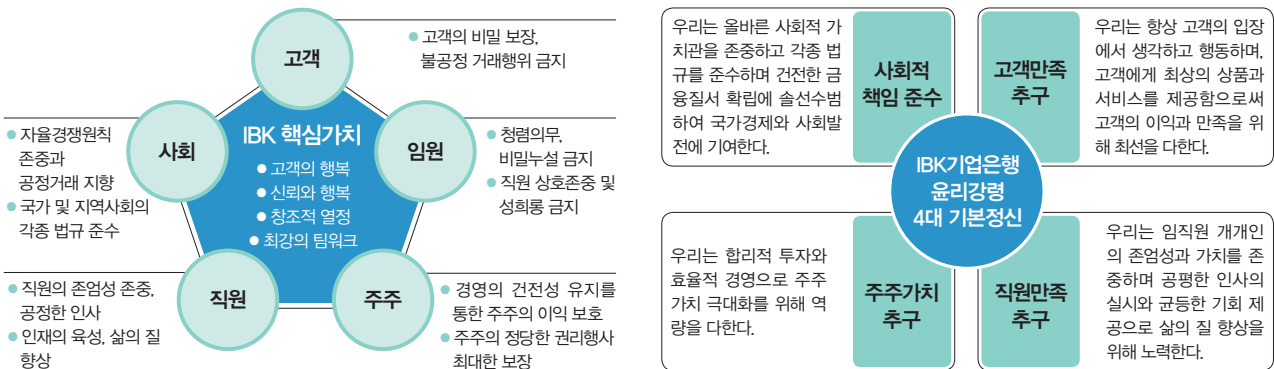 고객
● 고객의 비밀 보장,
불공정 거래행위 금지
사회
● 자율경쟁원칙
존중과
공정거래 지향
● 국가 및 지역사회의
각종 법규 준수
IBK 핵심가치
● 고객의 행복
● 신뢰와 행복
● 창조적 열정
● 최강의 팀워크
임원
● 청렴의무,
비밀누설 금지
● 직원 상호존중 및
성희롱 금지
직원
● 직원의 존엄성 존중,
공정한 인사
● 인재의 육성, 삶의 질
향상
주주
● 경영의 건전성 유지를
통한 주주의 이익 보호
● 주주의 정당한 권리행사
최대한 보장
우리는 올바른 사회적 가
치관을 존중하고 각종 법
규를 준수하며 건전한 금
융질서 확립에 솔선수범
하여 국가경제와 사회발
전에 기여한다.
사회적
책임 준수
고객만족
추구
우리는 항상 고객의 입장
에서 생각하고 행동하며,
고객에게 최상의 상품과
서비스를 제공함으로써
고객의 이익과 만족을 위
해 최선을 다한다.
IBK기업은행
윤리강령
4대 기본정신
우리는 합리적 투자와
효율적 경영으로 주주
가치 극대화를 위해 역
량을 다한다.
주주가치
추구
직원만족
추구
우리는 임직원 개개인
의 존엄성과 가치를 존
중하며 공평한 인사의
실시와 균등한 기회 제
공으로 삶의 질 향상을
위해 노력한다.